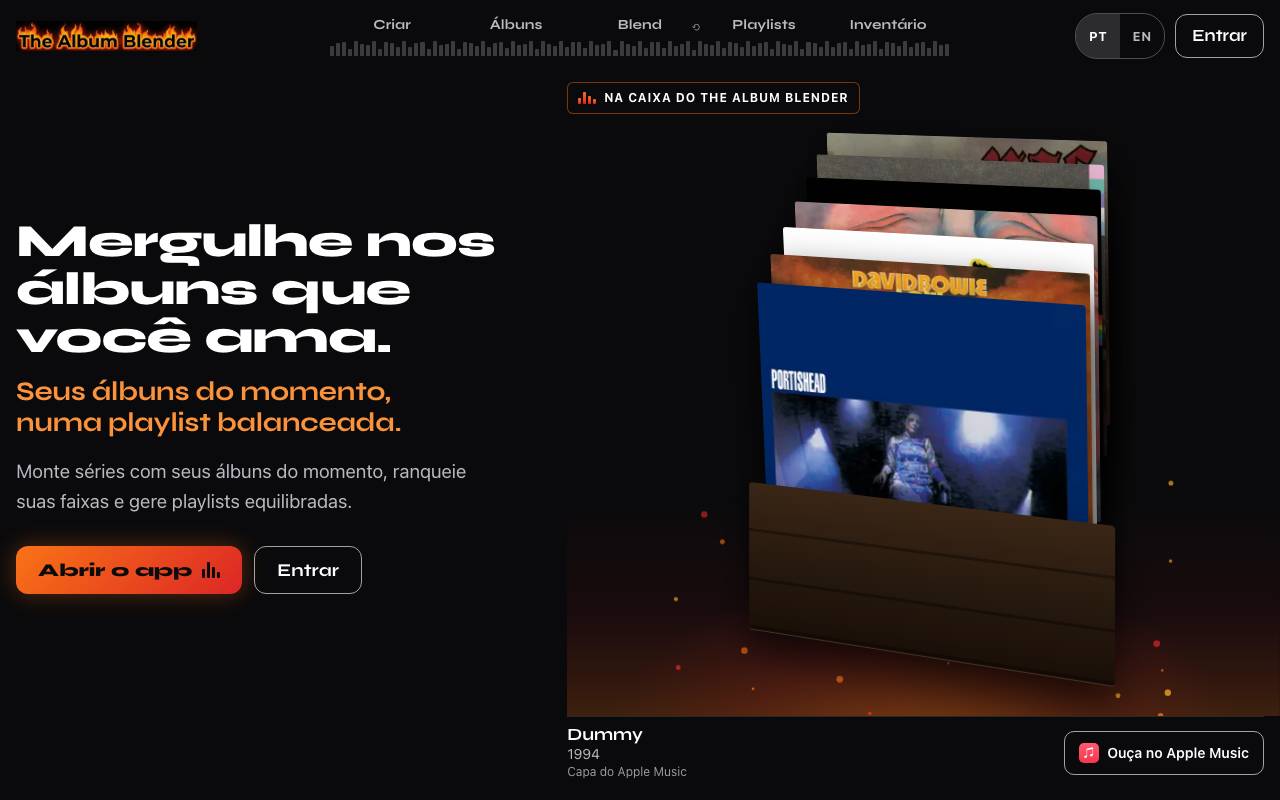 The Album Blender
Criar
Álbuns
Blend
Playlists
Inventário
PT
EN
Entrar
NA CAIXA DO THE ALBUM BLENDER
Mergulhe nos
álbuns que
você ama.
Seus álbuns do momento,
numa playlist balanceada.
Monte séries com seus álbuns do momento, ranqueie
suas faixas e gere playlists equilibradas.
Abrir o app
Entrar
DAVIDBOWIE
PORTISHEAD
Dummy
1994
Capa do Apple Music
Ouça no Apple Music